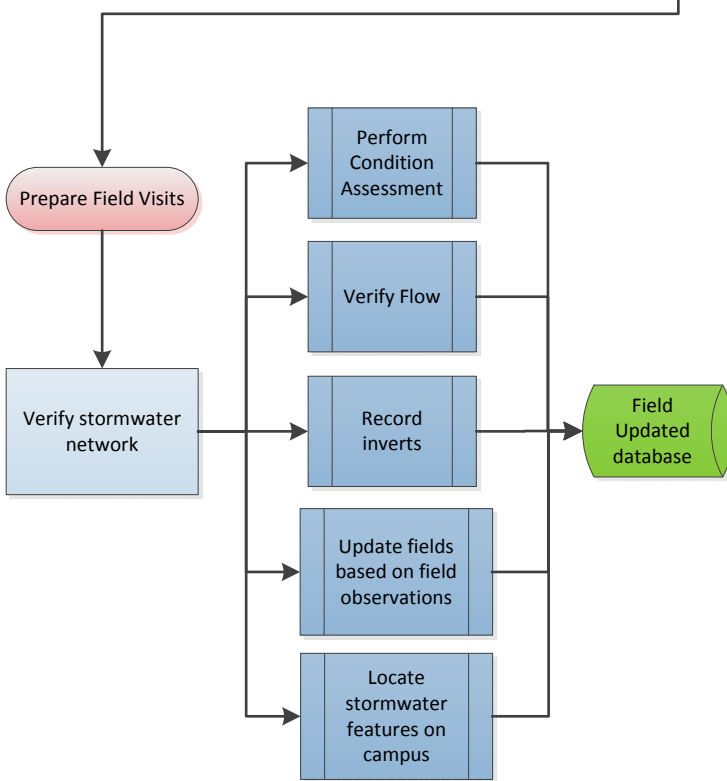 Prepare Field Visits
Verify stormwater
network
Perform
Condition
Assessment
Verify Flow
Record
inverts
Update fields
based on field
observations
Locate
stormwater
features on
campus
Field
Updated
database